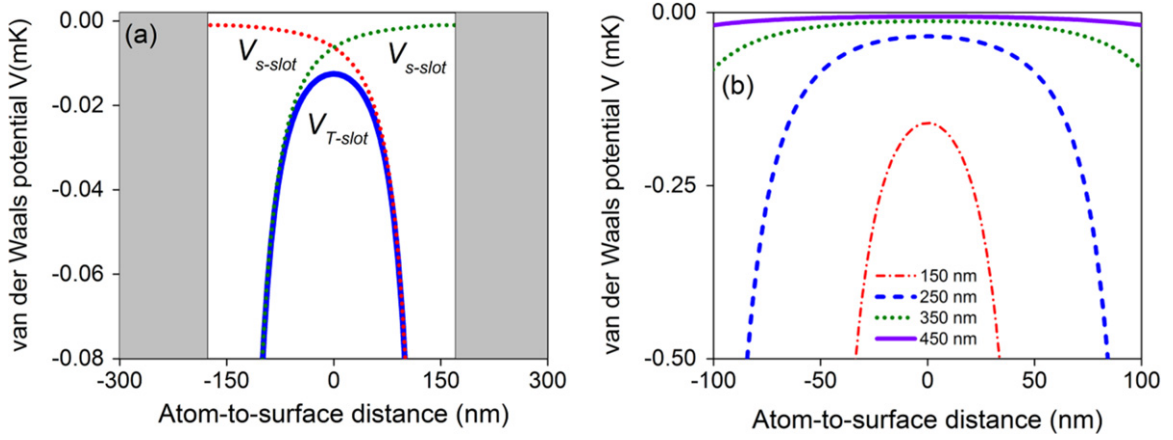 (a)
van der Waals potential V(mK)
0.00
-0.02
-0.04
-0.06
-0.08
-300
-150
0
150
300
Atom-to-surface distance (nm)
Vs-slot
Vs-slot
VT-slot
(b)
van der Waals potential V (mK)
0.00
-0.25
-0.50
-100
-50
0
50
100
Atom-to-surface distance (nm)
150 nm
250 nm
350 nm
450 nm